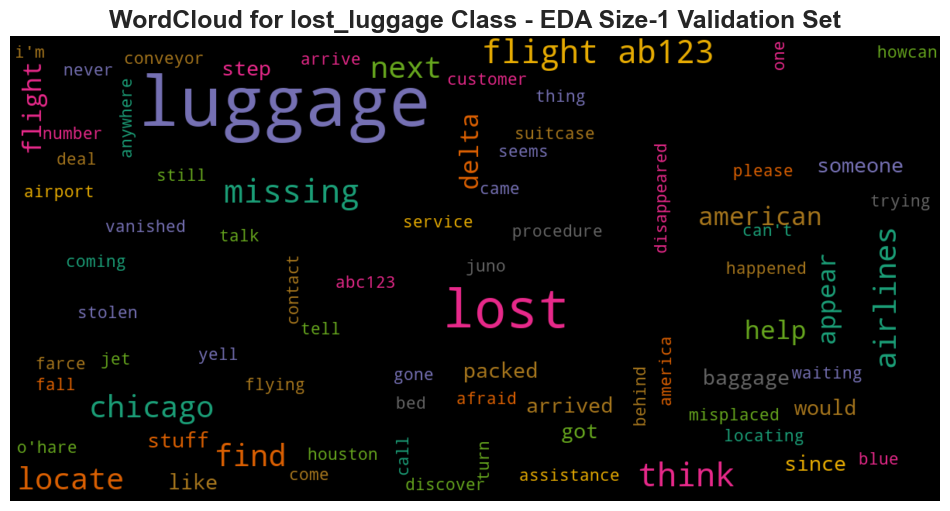 WordCloud for lost_luggage Class - EDA Size-1 Validation Set
i'm
never
conveyor
step
arrive
next
flight ab123
one
howcan
customer
flight
number
anywhere
luggage
thing
delta
suitcase
seems
deal
still
airport
missing
came
disappeared
please
someone
trying
vanished
talk
service
procedure
american
can't
coming
contact
abc123
juno
happened
appear
airlines
stolen
tell
lost
help
farce
jet
yell
fall
flying
gone
packed
behind
america
baggage
waiting
chicago
bed
afraid
arrived
misplaced
would
o'hare
stuff
find
houston
call
turn
got
locating
locate
like
come
discover
assistance
think
since
blue